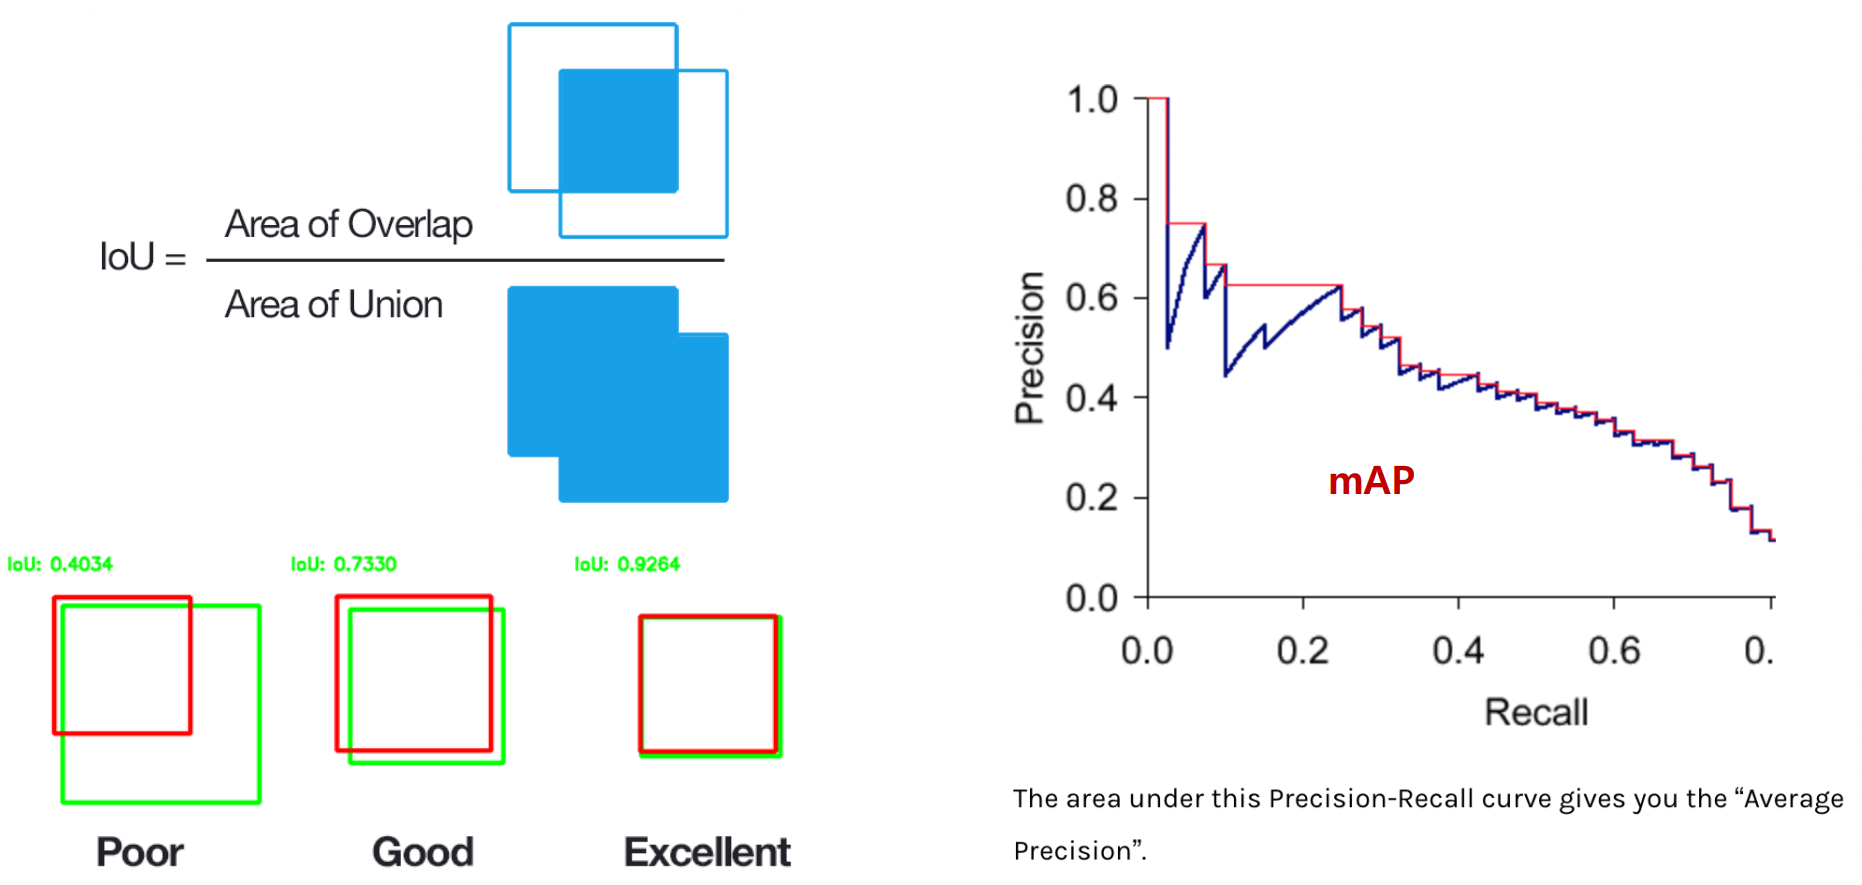 IoU =
Area of Overlap
Area of Union
IoU: 0.4034
IoU: 0.7330
IoU: 0.9264
Poor
Good
Excellent
1.0
0.8
0.6
0.4
0.2
0.0
Precision
mAP
0.0 0.2 0.4 0.6 0.
Recall
The area under this Precision-Recall curve gives you the “Average
Precision”.